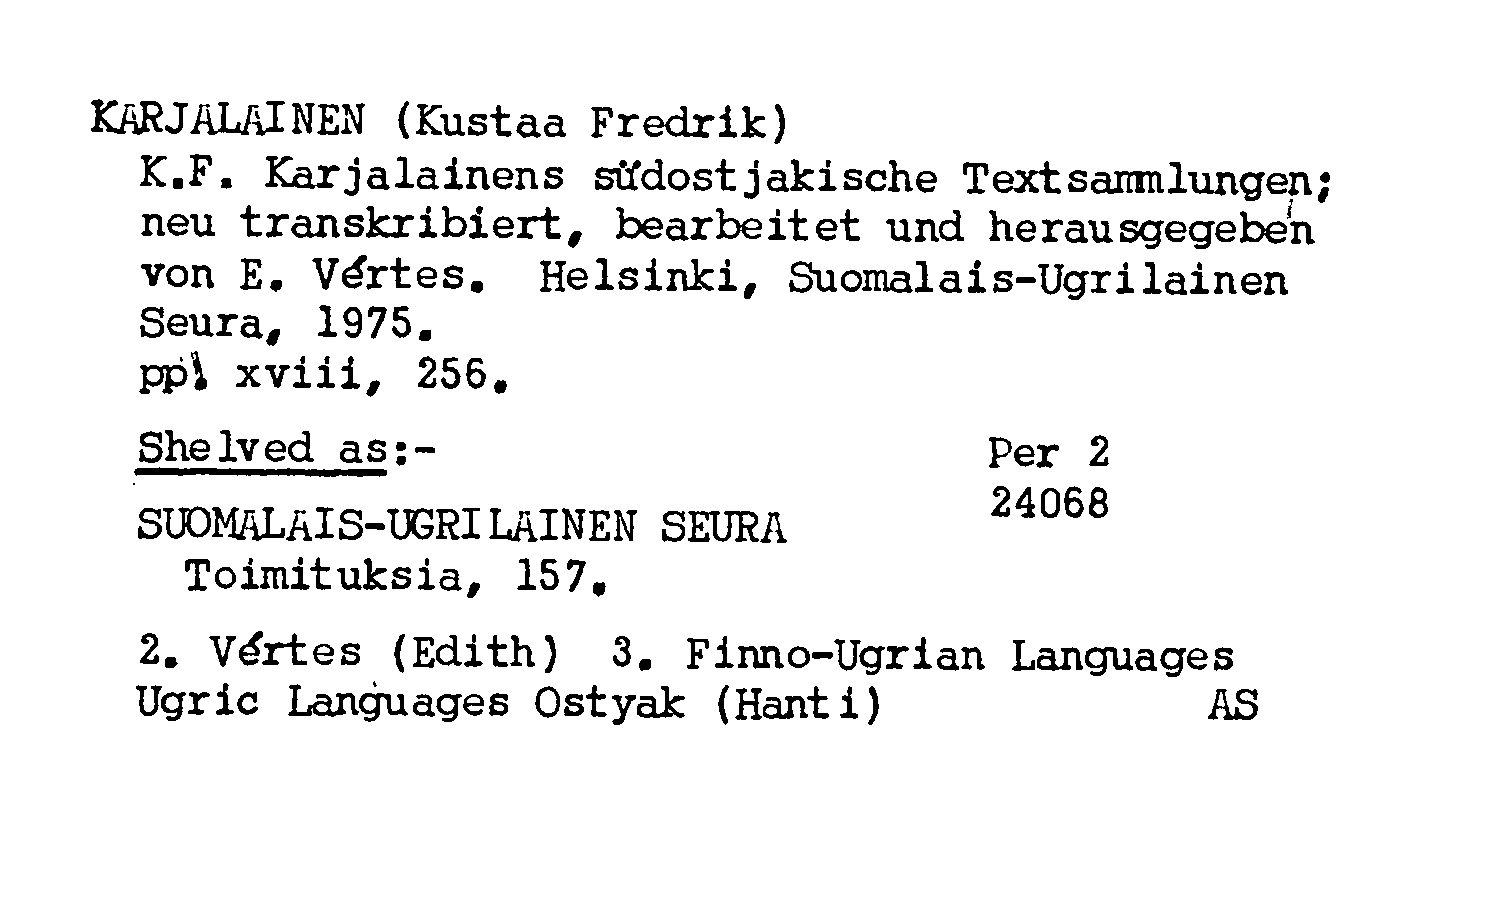 KARJALAINEN (Kustaa Fredrik)
K.F. Karjalainens südostjakische Textsammlungen;
neu transkribiert, bearbeitet und herausgegeben
von E. Vértes. Helsinki, Suomalais-Ugrilainen
Seura, 1975.
pp. xviii, 256.
Shelved as:-
Per 2
24068
SUOMALAIS-UGRILAINEN SEURA
Toimituksia, 157.
2. Vértes (Edith) 3. Finno-Ugrian Languages
Ugric Languages Ostyak (Hanti) AS